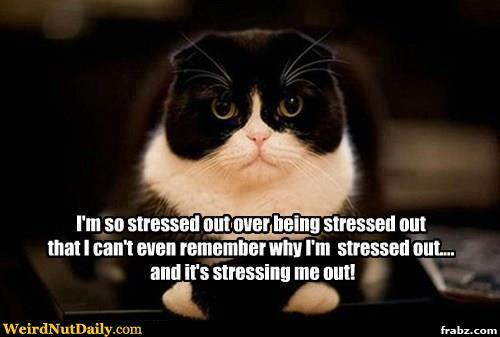 I'm so stressed out over being stressed out
that I can't even remember why I'm stressed out....
and it's stressing me out!
WeirdNutDaily.com
frabz.com